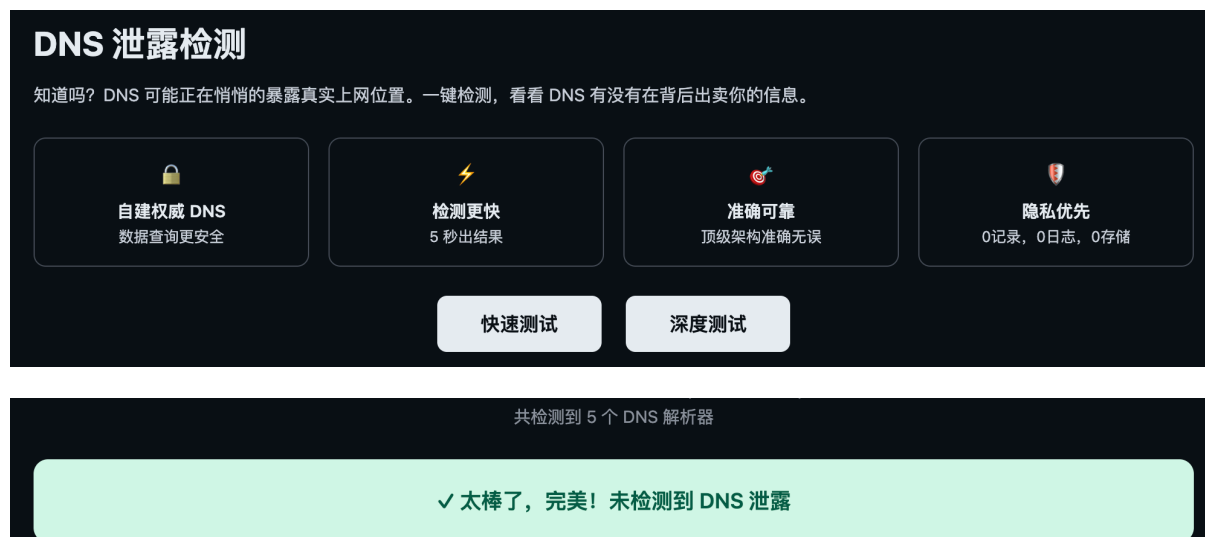 DNS 泄露检测
知道吗？DNS 可能正在悄悄的暴露真实上网位置。一键检测，看看 DNS 有没有在背后出卖你的信息。
自建权威 DNS
数据查询更安全
检测更快
5 秒出结果
准确可靠
顶级架构准确无误
隐私优先
0记录，0日志，0存储
快速测试
深度测试
共检测到 5 个 DNS 解析器
✓ 太棒了，完美！未检测到 DNS 泄露